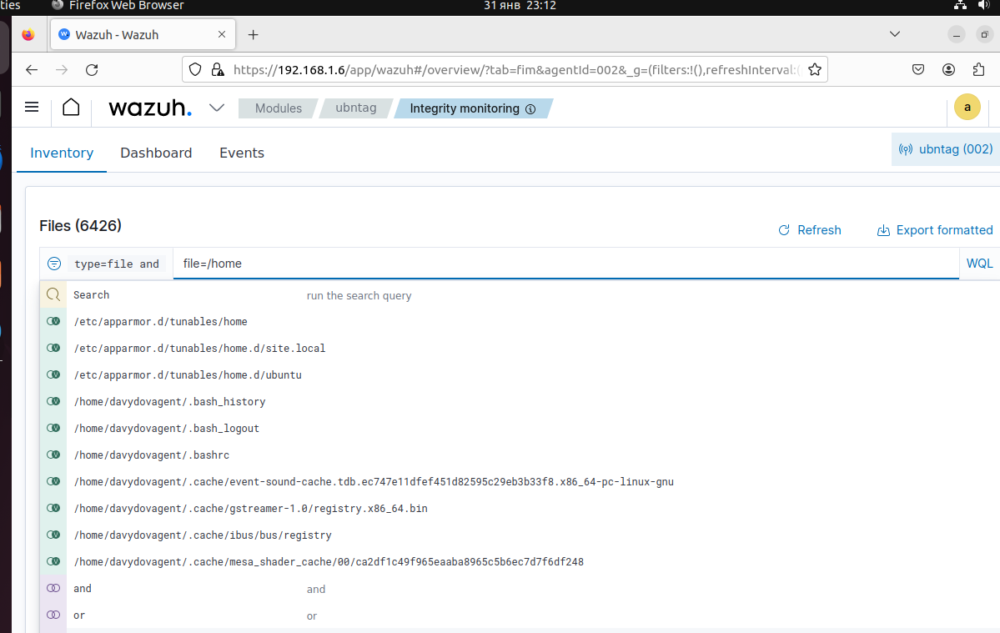 ties Firefox Web Browser 31 янв 23:12
Wazuh - Wazuh
https://192.168.1.6/app/wazuh#/overview/?tab=fim&agentId=002&_g=(filters:!(),refreshInterval:(
wazuh. Modules ubntag Integrity monitoring a
Inventory Dashboard Events ubntag (002)
Files (6426)
Refresh Export formatted
type=file and file=/home WQL
Search run the search query
/etc/apparmor.d/tunables/home
/etc/apparmor.d/tunables/home.d/site.local
/etc/apparmor.d/tunables/home.d/ubuntu
/home/davydovagent/.bash_history
/home/davydovagent/.bash_logout
/home/davydovagent/.bashrc
/home/davydovagent/.cache/event-sound-cache.tdb.ec747e11dfef451d82595c29eb3b33f8.x86_64-pc-linux-gnu
/home/davydovagent/.cache/gstreamer-1.0/registry.x86_64.bin
/home/davydovagent/.cache/ibus/bus/registry
/home/davydovagent/.cache/mesa_shader_cache/00/ca2df1c49f965eaaba8965c5b6ec7d7f6df248
and and
or or